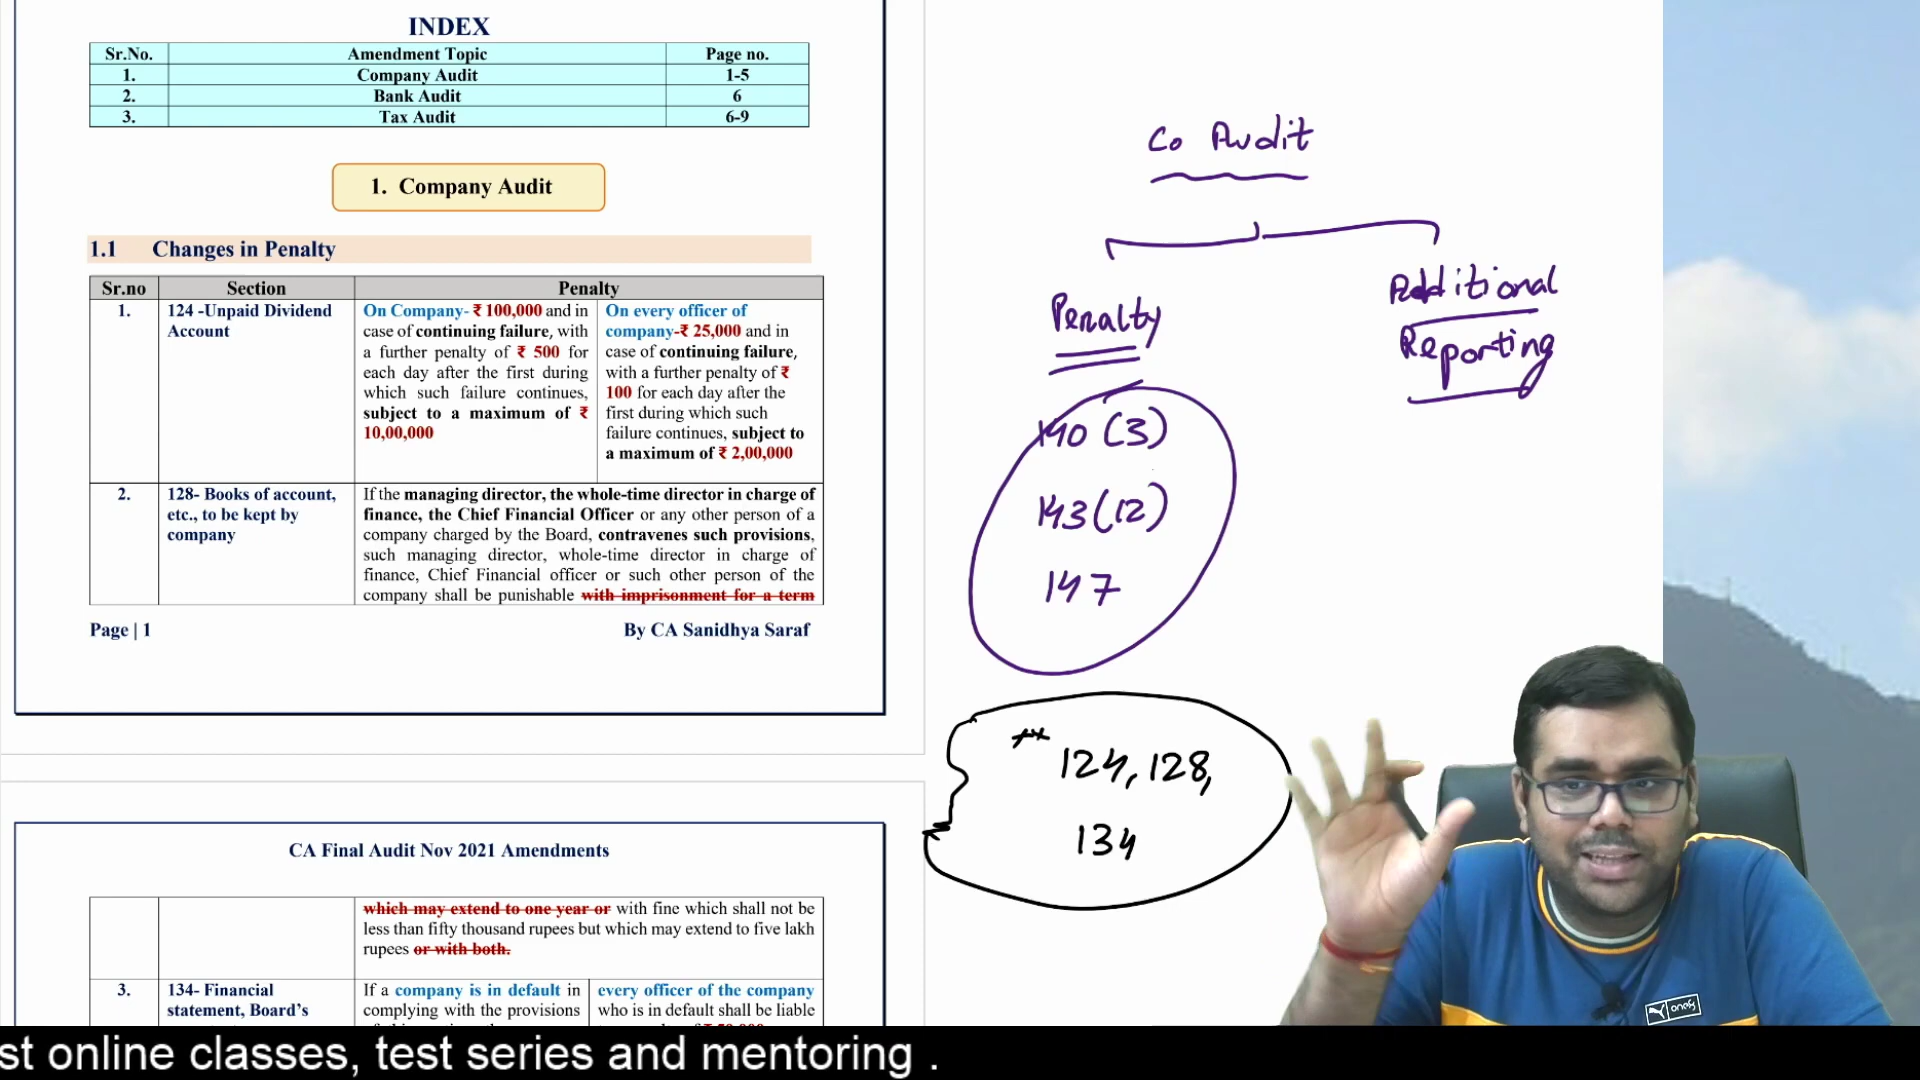 INDEX
Sr.No. Amendment Topic Page no.
1. Company Audit 1-5
2. Bank Audit 6
3. Tax Audit 6-9
1. Company Audit
1.1 Changes in Penalty
Sr.no Section Penalty
1. 124 -Unpaid Dividend
Account
On Company- ₹ 100,000 and in
case of continuing failure, with
a further penalty of ₹ 500 for
each day after the first during
which such failure continues,
subject to a maximum of ₹
10,00,000
On every officer of
company-₹ 25,000 and in
case of continuing failure,
with a further penalty of ₹
100 for each day after the
first during which such
failure continues, subject to
a maximum of ₹ 2,00,000
2. 128- Books of account,
etc., to be kept by
company
If the managing director, the whole-time director in charge of
finance, the Chief Financial Officer or any other person of a
company charged by the Board, contravenes such provisions,
such managing director, whole-time director in charge of
finance, Chief Financial officer or such other person of the
company shall be punishable with imprisonment for a term
Page | 1 By CA Sanidhya Saraf
CA Final Audit Nov 2021 Amendments
which may extend to one year or with fine which shall not be
less than fifty thousand rupees but which may extend to five lakh
rupees or with both.
3. 134- Financial
statement, Board's
If a company is in default in
complying with the provisions
every officer of the company
who is in default shall be liable
Co Audit
Penalty
140 (3)
143(12)
147
Additional
Reporting
** 124, 128,
134
st online classes, test series and mentoring .